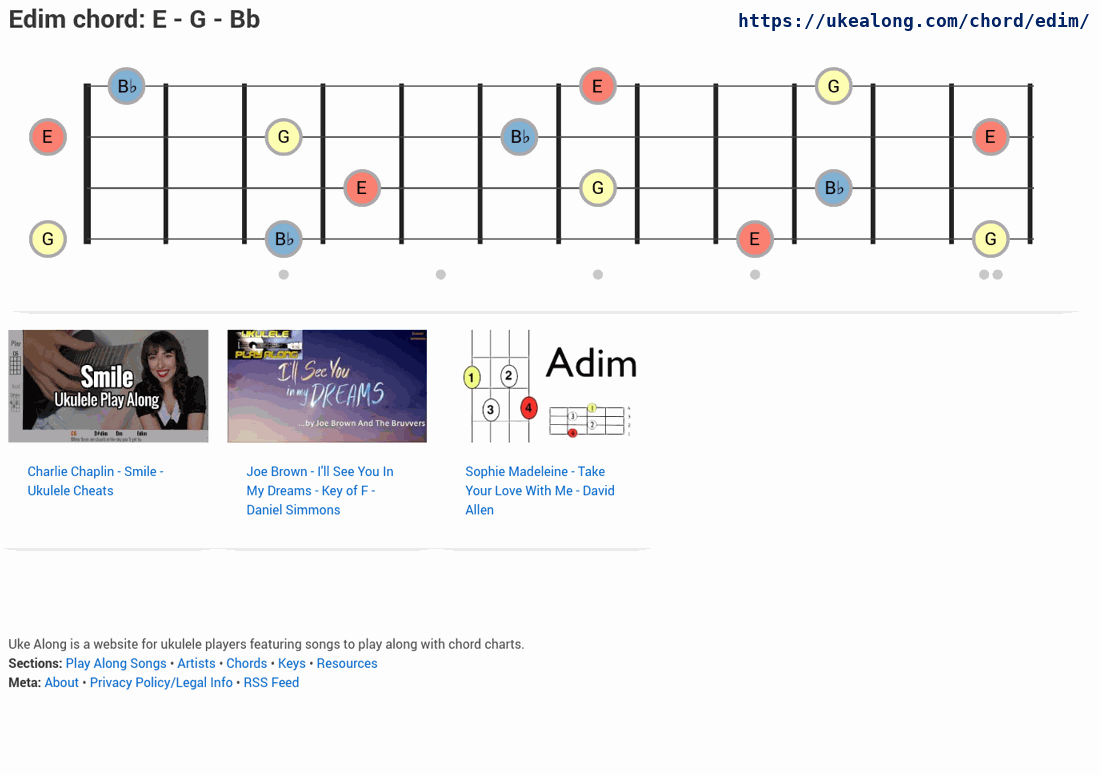 Edim chord: E - G - Bb
https://ukealong.com/chord/edim/
B♭ E G
E G B♭ E
E G B♭
G B♭ E G
Smile
Ukulele Play Along
UKULELE
PLAY ALONG
I'll See You
in my DREAMS
...by Joe Brown And The Bruvvers
Adim
1 2
3 4
Charlie Chaplin - Smile -
Ukulele Cheats
Joe Brown - I'll See You In
My Dreams - Key of F -
Daniel Simmons
Sophie Madeleine - Take
Your Love With Me - David
Allen
Uke Along is a website for ukulele players featuring songs to play along with chord charts.
Sections: Play Along Songs • Artists • Chords • Keys • Resources
Meta: About • Privacy Policy/Legal Info • RSS Feed